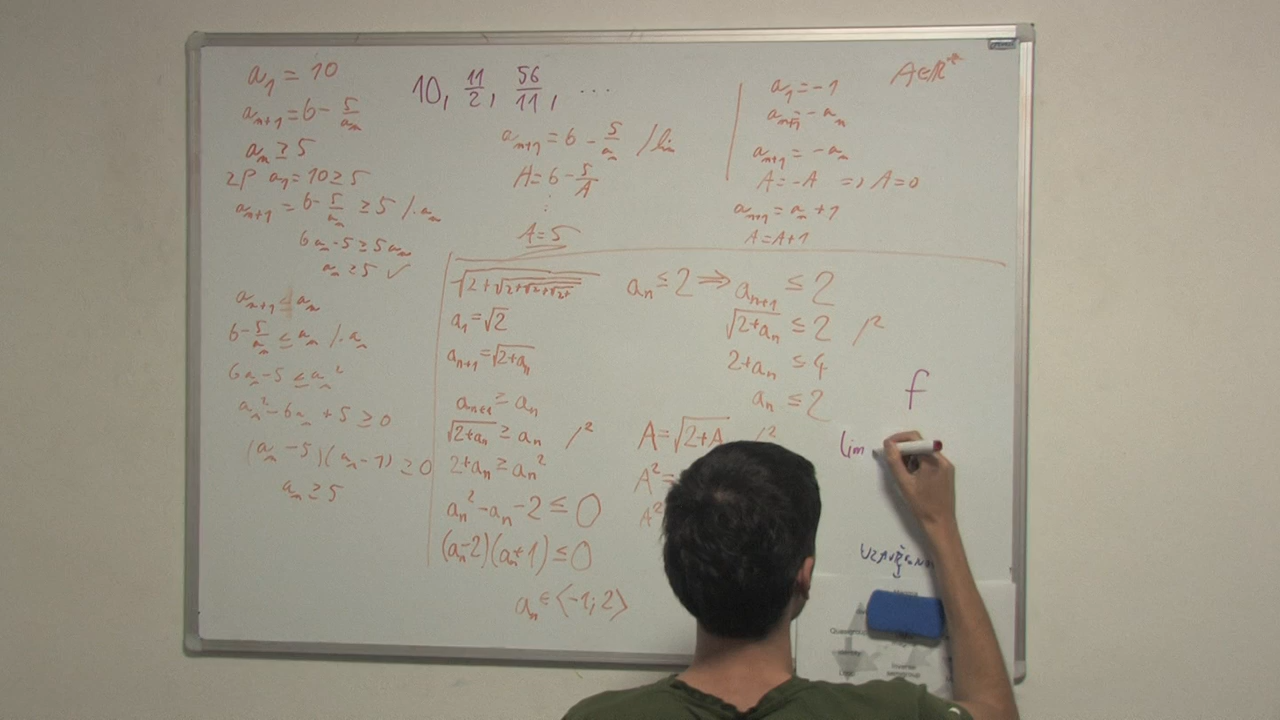 a₁ = 10
aₙ₊₁ = 6 - 5/aₙ
aₙ ≥ 5
ZP a₁ = 10 ≥ 5
aₙ₊₁ = 6 - 5/aₙ ≥ 5 /·aₙ
6aₙ - 5 ≥ 5aₙ
aₙ ≥ 5 ✓
aₙ₊₁ ≤ aₙ
6 - 5/aₙ ≤ aₙ /·aₙ
6aₙ - 5 ≤ aₙ²
aₙ² - 6aₙ + 5 ≥ 0
(aₙ - 5)(aₙ - 1) ≥ 0
aₙ ≥ 5
10, 11/2, 56/11, ...
aₙ₊₁ = 6 - 5/aₙ / lim
A = 6 - 5/A
⋮
A = 5
a₁ = -1
aₙ₊₁ = -aₙ
aₙ₊₁ = -aₙ
A = -A ⇒ A = 0
aₙ₊₁ = aₙ + 1
A = A + 1
A ∈ ℝ*
√(2+√(2+√(2+√(2+
a₁ = √2
aₙ₊₁ = √(2+aₙ)
aₙ₊₁ ≥ aₙ
√(2+aₙ) ≥ aₙ /²
2+aₙ ≥ aₙ²
aₙ² - aₙ - 2 ≤ 0
(aₙ-2)(aₙ+1) ≤ 0
aₙ ∈ ⟨-1; 2⟩
aₙ ≤ 2 ⇒ aₙ₊₁ ≤ 2
√(2+aₙ) ≤ 2 /²
2+aₙ ≤ 4
aₙ ≤ 2
A = √(2+A) /²
A² =
A²
f
lim